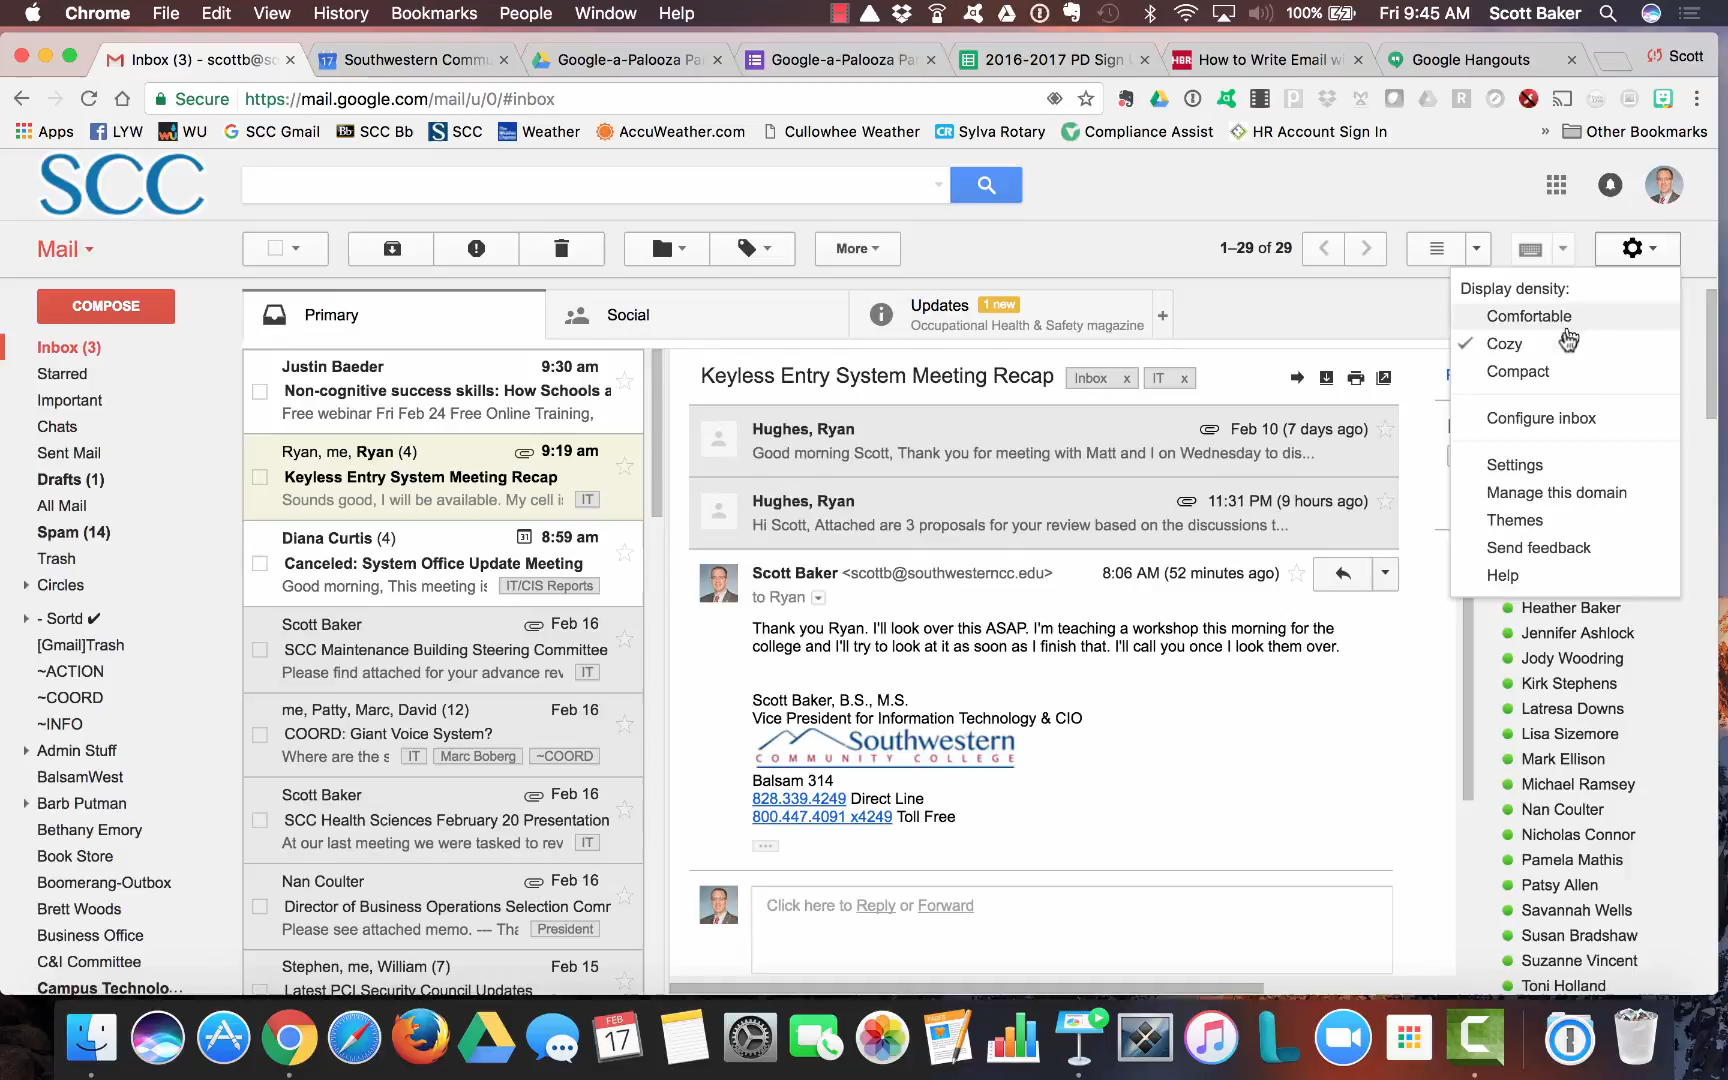 Chrome File Edit View History Bookmarks People Window Help 100% Fri 9:45 AM Scott Baker
Inbox (3) - scottb@so Southwestern Commu Google-a-Palooza Pa Google-a-Palooza Pa 2016-2017 PD Sign HBR How to Write Email wi Google Hangouts Scott
Secure https://mail.google.com/mail/u/0/#inbox
Apps LYW WU SCC Gmail Bb SCC Bb SCC Weather AccuWeather.com Cullowhee Weather CR Sylva Rotary Compliance Assist HR Account Sign In » Other Bookmarks
SCC
Mail More 1–29 of 29
COMPOSE
Inbox (3)
Starred
Important
Chats
Sent Mail
Drafts (1)
All Mail
Spam (14)
Trash
Circles
- Sortd ✔
[Gmail]Trash
~ACTION
~COORD
~INFO
Admin Stuff
BalsamWest
Barb Putman
Bethany Emory
Book Store
Boomerang-Outbox
Brett Woods
Business Office
C&I Committee
Campus Technolo...
Primary
Social
Updates 1 new
Occupational Health & Safety magazine
+
Justin Baeder 9:30 am
Non-cognitive success skills: How Schools a
Free webinar Fri Feb 24 Free Online Training,
Ryan, me, Ryan (4) 9:19 am
Keyless Entry System Meeting Recap
Sounds good, I will be available. My cell is IT
Diana Curtis (4) 31 8:59 am
Canceled: System Office Update Meeting
Good morning, This meeting is IT/CIS Reports
Scott Baker Feb 16
SCC Maintenance Building Steering Committee
Please find attached for your advance rev IT
me, Patty, Marc, David (12) Feb 16
COORD: Giant Voice System?
Where are the s IT Marc Boberg ~COORD
Scott Baker Feb 16
SCC Health Sciences February 20 Presentation
At our last meeting we were tasked to rev IT
Nan Coulter Feb 16
Director of Business Operations Selection Comr
Please see attached memo. --- Tha President
Stephen, me, William (7) Feb 15
Latest PCI Security Council Updates
Keyless Entry System Meeting Recap Inbox x IT x
Hughes, Ryan Feb 10 (7 days ago)
Good morning Scott, Thank you for meeting with Matt and I on Wednesday to dis...
Hughes, Ryan 11:31 PM (9 hours ago)
Hi Scott, Attached are 3 proposals for your review based on the discussions t...
Scott Baker <scottb@southwesterncc.edu> 8:06 AM (52 minutes ago)
to Ryan
Thank you Ryan. I'll look over this ASAP. I'm teaching a workshop this morning for the
college and I'll try to look at it as soon as I finish that. I'll call you once I look them over.
Scott Baker, B.S., M.S.
Vice President for Information Technology & CIO
Southwestern
COMMUNITY COLLEGE
Balsam 314
828.339.4249 Direct Line
800.447.4091 x4249 Toll Free
...
Click here to Reply or Forward
Display density:
Comfortable
Cozy
Compact
Configure inbox
Settings
Manage this domain
Themes
Send feedback
Help
Heather Baker
Jennifer Ashlock
Jody Woodring
Kirk Stephens
Latresa Downs
Lisa Sizemore
Mark Ellison
Michael Ramsey
Nan Coulter
Nicholas Connor
Pamela Mathis
Patsy Allen
Savannah Wells
Susan Bradshaw
Suzanne Vincent
Toni Holland
FEB
17